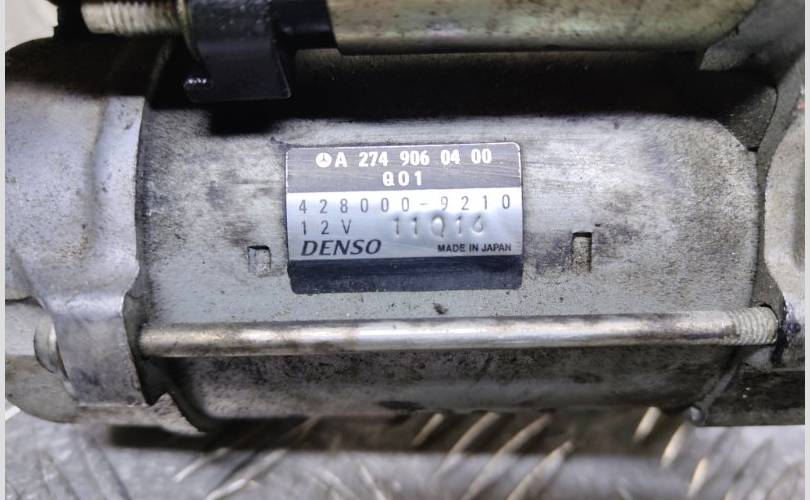 A 274 906 04 00
Q01
428000-9210
12V 11Q16
DENSO MADE IN JAPAN